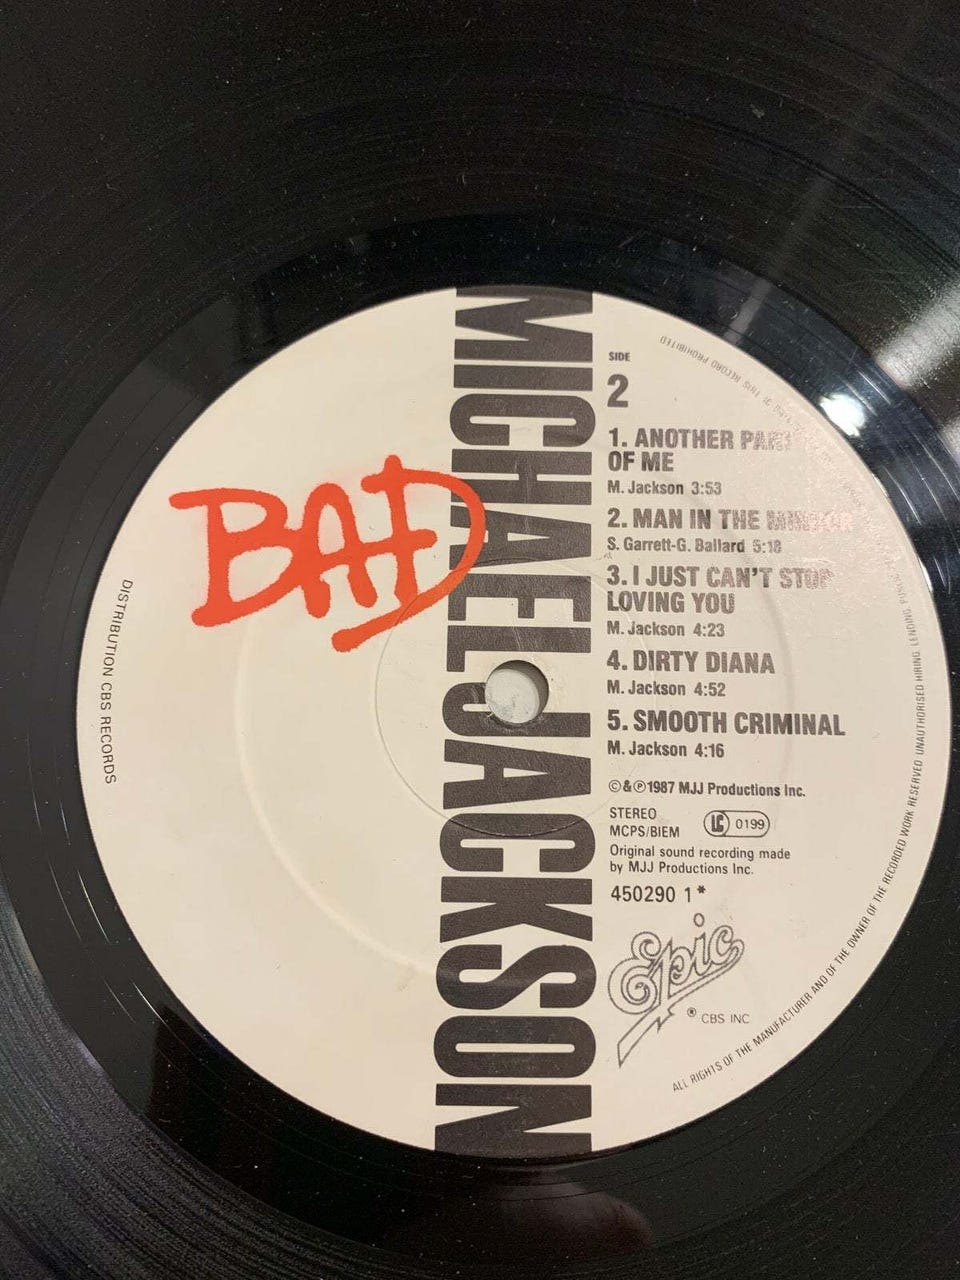 BAD
MICHAEL JACKSON
SIDE
2
1. ANOTHER PART
OF ME
M. Jackson 3:53
2. MAN IN THE MIRROR
S. Garrett-G. Ballard 5:18
3. I JUST CAN'T STOP
LOVING YOU
M. Jackson 4:23
4. DIRTY DIANA
M. Jackson 4:52
5. SMOOTH CRIMINAL
M. Jackson 4:16
©&℗1987 MJJ Productions Inc.
STEREO
MCPS/BIEM
LC 0199
Original sound recording made
by MJJ Productions Inc.
450290 1*
Epic
® CBS INC
DISTRIBUTION CBS RECORDS
ALL RIGHTS OF THE MANUFACTURER AND OF THE OWNER OF THE RECORDED WORK RESERVED UNAUTHORISED HIRING, LENDING, THIS RECORD PROHIBITED